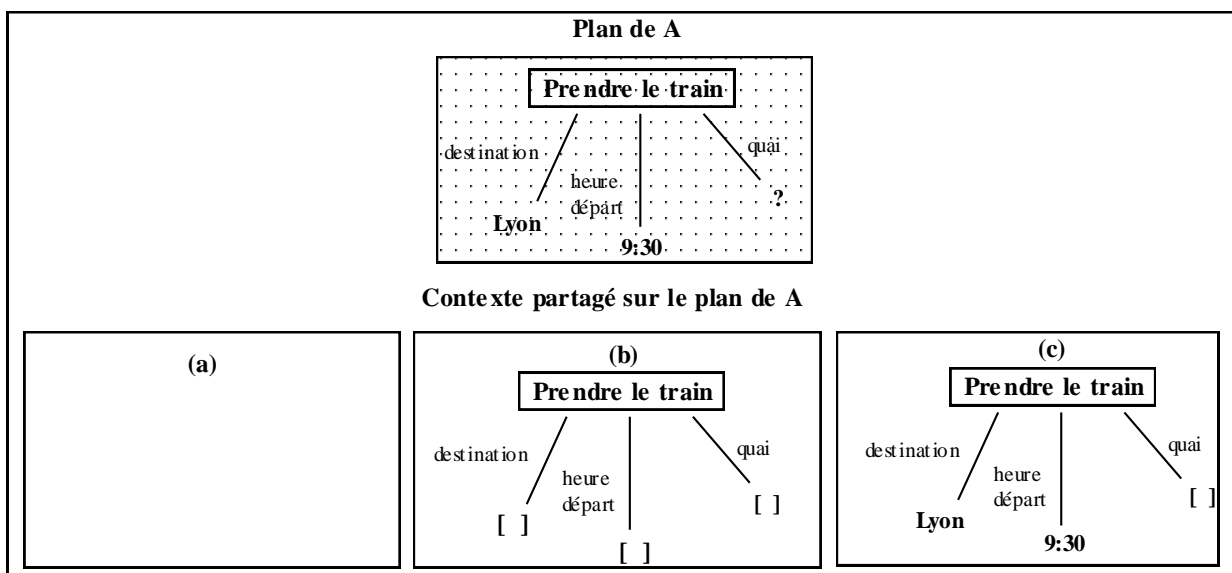 Plan de A
Prendre le train
destination
heure
départ
quai
Lyon
9:30
?
Contexte partagé sur le plan de A
(a)
(b)
Prendre le train
destination
heure
départ
quai
[ ]
[ ]
[ ]
(c)
Prendre le train
destination
heure
départ
quai
Lyon
9:30
[ ]